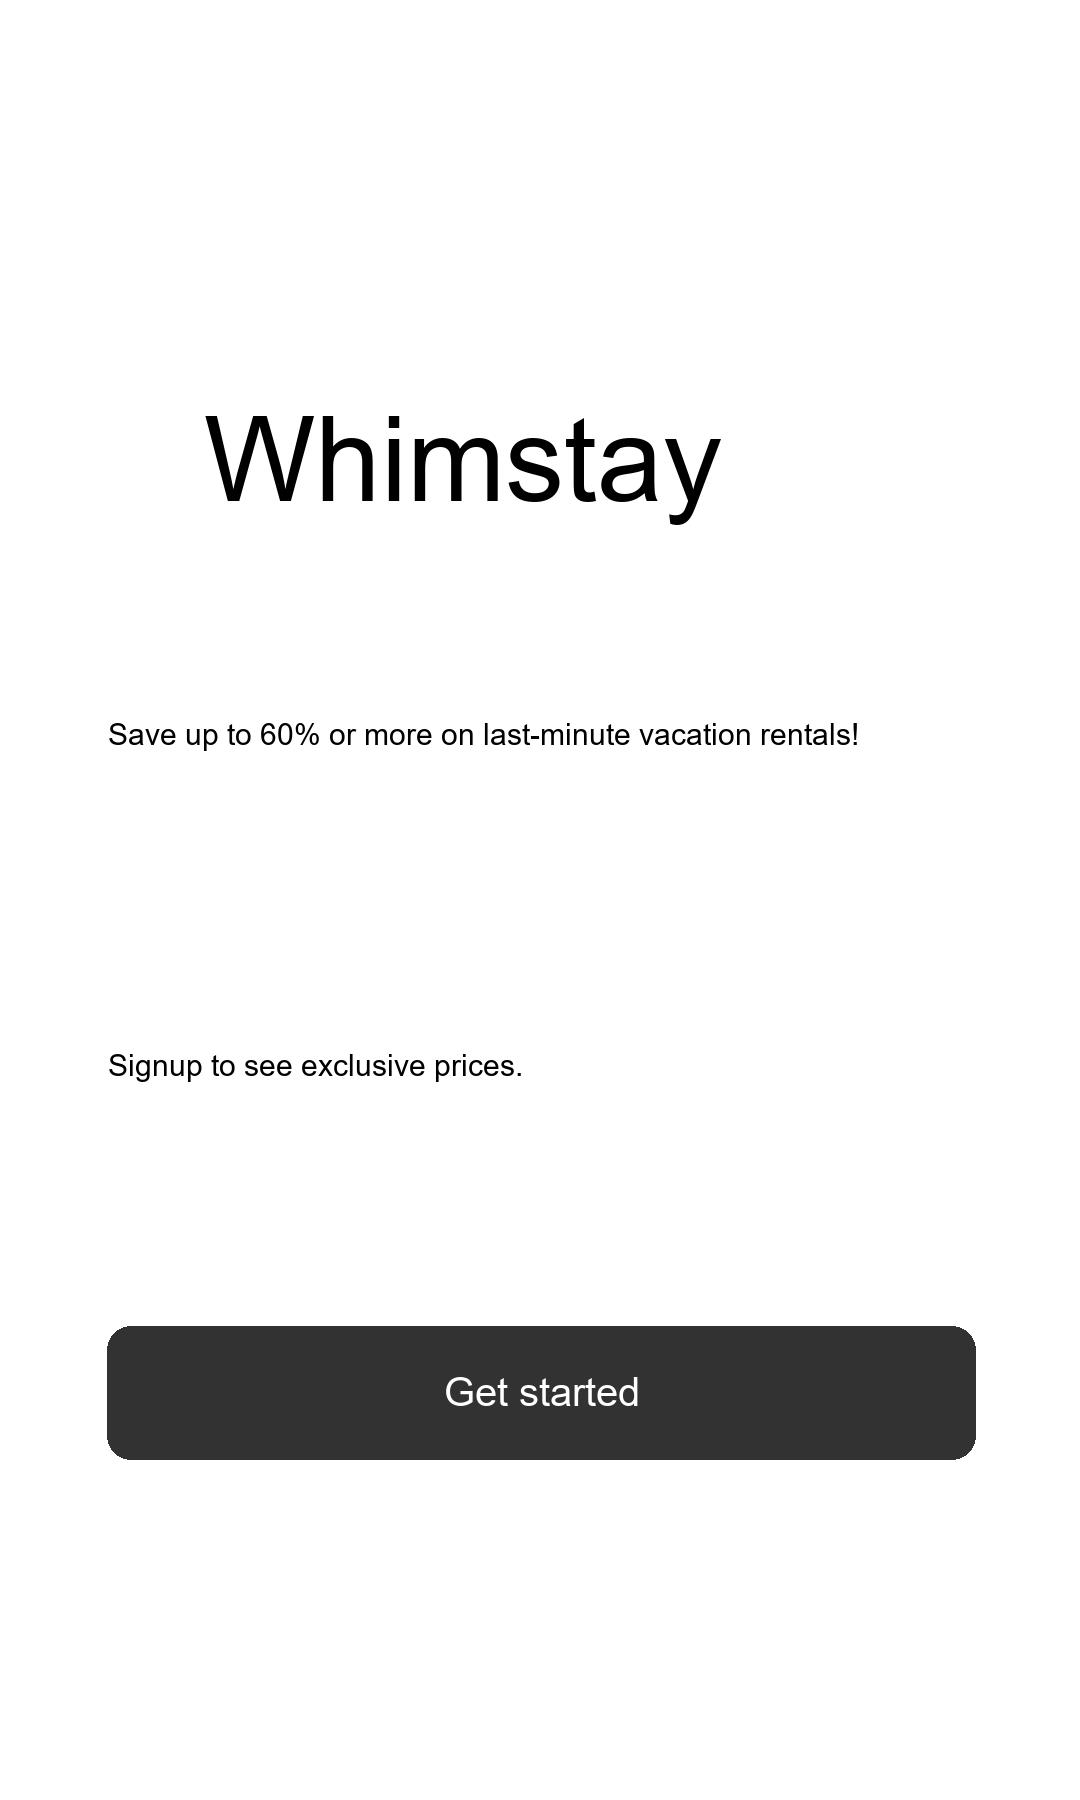 Whimstay
Save up to 60% or more on last-minute vacation rentals!
Signup to see exclusive prices.
Get started